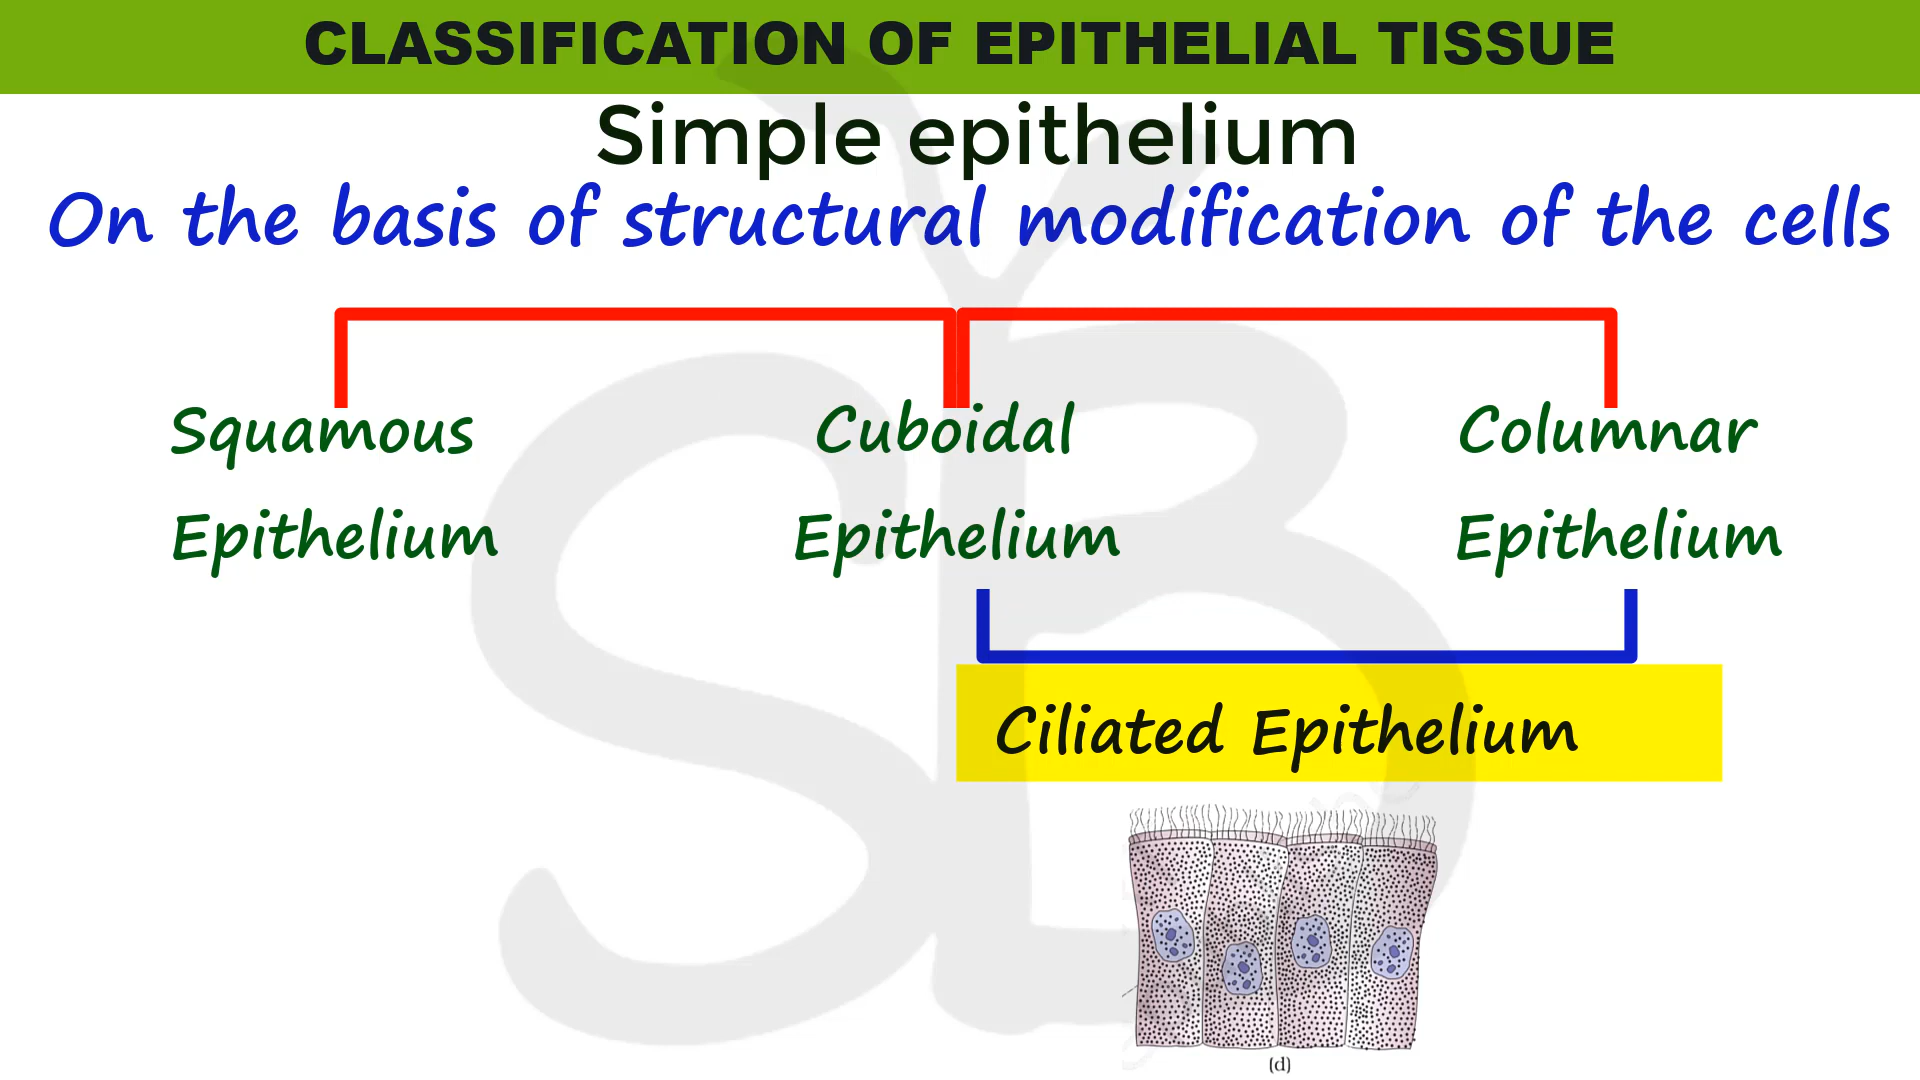 CLASSIFICATION OF EPITHELIAL TISSUE
Simple epithelium
On the basis of structural modification of the cells
Squamous
Epithelium
Cuboidal
Epithelium
Columnar
Epithelium
Ciliated Epithelium
(d)
SB